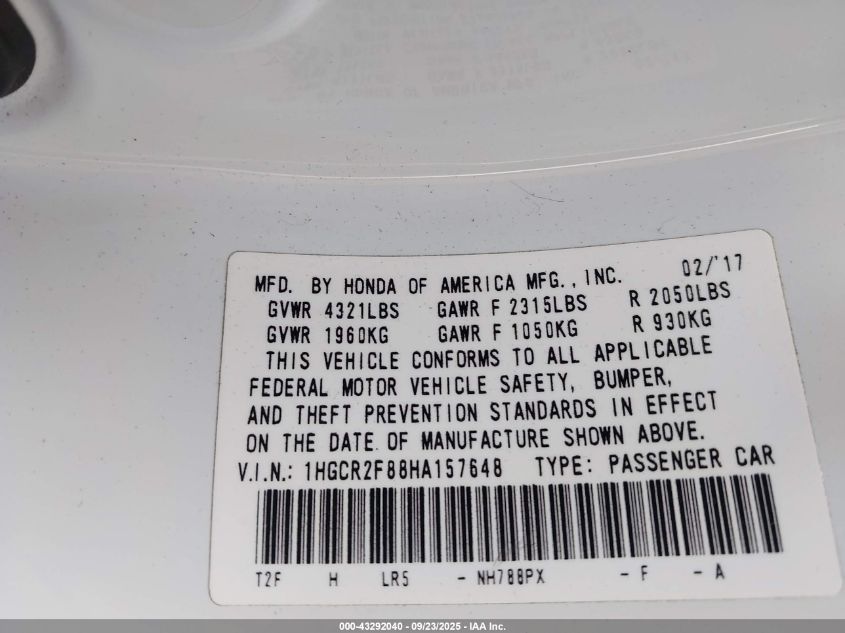 MFD. BY HONDA OF AMERICA MFG., INC. 02/'17
GVWR 4321LBS GAWR F 2315LBS R 2050LBS
GVWR 1960KG GAWR F 1050KG R 930KG
THIS VEHICLE CONFORMS TO ALL APPLICABLE
FEDERAL MOTOR VEHICLE SAFETY, BUMPER,
AND THEFT PREVENTION STANDARDS IN EFFECT
ON THE DATE OF MANUFACTURE SHOWN ABOVE.
V.I.N.: 1HGCR2F88HA157648 TYPE: PASSENGER CAR
T2F H LR5 - NH788PX - F - A
000-43292040 - 09/23/2025 - IAA Inc.